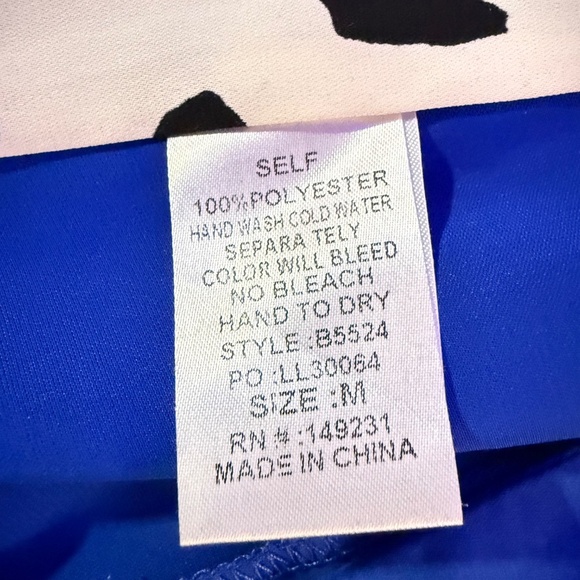 SELF
100%POLYESTER
HAND WASH COLD WATER
SEPARA TELY
COLOR WILL BLEED
NO BLEACH
HAND TO DRY
STYLE :B5524
PO :LL30064
SIZE :M
RN # :149231
MADE IN CHINA